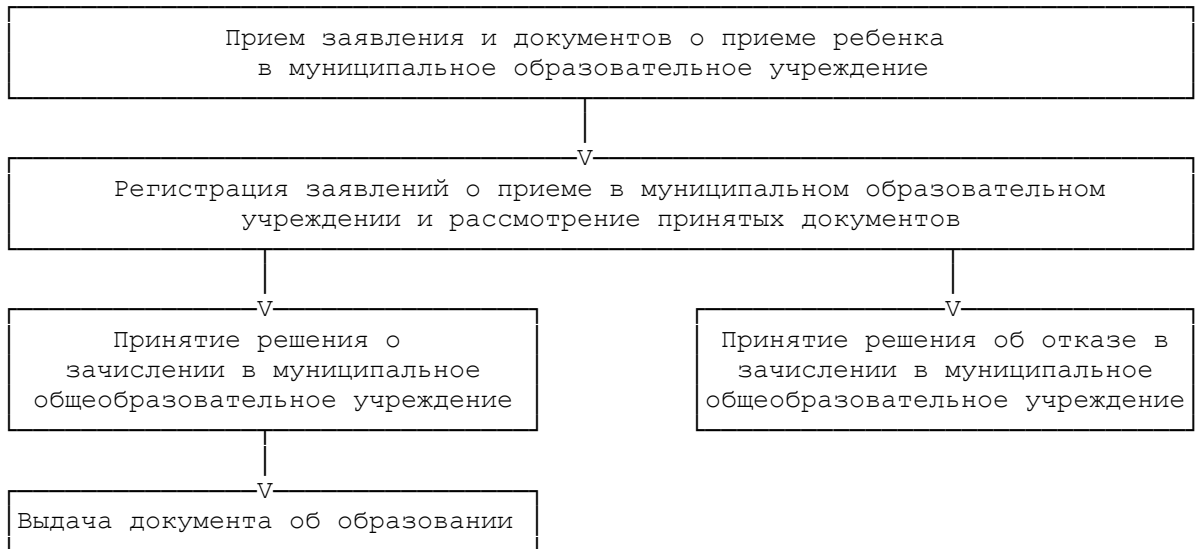 Прием заявления и документов о приеме ребенка
в муниципальное образовательное учреждение
V
Регистрация заявлений о приеме в муниципальном образовательном
учреждении и рассмотрение принятых документов
V
Принятие решения о
зачислении в муниципальное
общеобразовательное учреждение
V
Принятие решения об отказе в
зачислении в муниципальное
общеобразовательное учреждение
V
Выдача документа об образовании